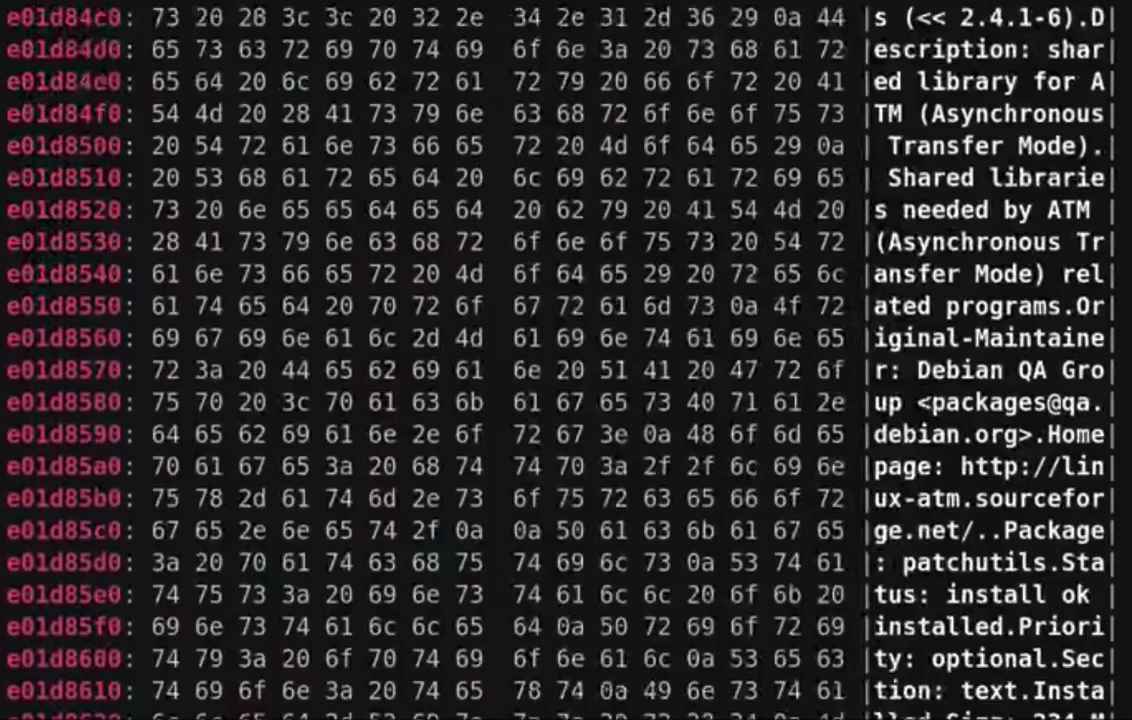 e01d84c0: 73 20 28 3c 3c 20 32 2e  34 2e 31 2d 36 29 0a 44 |s (<< 2.4.1-6).D|
e01d84d0: 65 73 63 72 69 70 74 69  6f 6e 3a 20 73 68 61 72 |escription: shar|
e01d84e0: 65 64 20 6c 69 62 72 61  72 79 20 66 6f 72 20 41 |ed library for A|
e01d84f0: 54 4d 20 28 41 73 79 6e  63 68 72 6f 6e 6f 75 73 |TM (Asynchronous|
e01d8500: 20 54 72 61 6e 73 66 65  72 20 4d 6f 64 65 29 0a | Transfer Mode).|
e01d8510: 20 53 68 61 72 65 64 20  6c 69 62 72 61 72 69 65 | Shared librarie|
e01d8520: 73 20 6e 65 65 64 65 64  20 62 79 20 41 54 4d 20 |s needed by ATM |
e01d8530: 28 41 73 79 6e 63 68 72  6f 6e 6f 75 73 20 54 72 |(Asynchronous Tr|
e01d8540: 61 6e 73 66 65 72 20 4d  6f 64 65 29 20 72 65 6c |ansfer Mode) rel|
e01d8550: 61 74 65 64 20 70 72 6f  67 72 61 6d 73 0a 4f 72 |ated programs.Or|
e01d8560: 69 67 69 6e 61 6c 2d 4d  61 69 6e 74 61 69 6e 65 |iginal-Maintaine|
e01d8570: 72 3a 20 44 65 62 69 61  6e 20 51 41 20 47 72 6f |r: Debian QA Gro|
e01d8580: 75 70 20 3c 70 61 63 6b  61 67 65 73 40 71 61 2e |up <packages@qa.|
e01d8590: 64 65 62 69 61 6e 2e 6f  72 67 3e 0a 48 6f 6d 65 |debian.org>.Home|
e01d85a0: 70 61 67 65 3a 20 68 74  74 70 3a 2f 2f 6c 69 6e |page: http://lin|
e01d85b0: 75 78 2d 61 74 6d 2e 73  6f 75 72 63 65 66 6f 72 |ux-atm.sourcefor|
e01d85c0: 67 65 2e 6e 65 74 2f 0a  0a 50 61 63 6b 61 67 65 |ge.net/..Package|
e01d85d0: 3a 20 70 61 74 63 68 75  74 69 6c 73 0a 53 74 61 |: patchutils.Sta|
e01d85e0: 74 75 73 3a 20 69 6e 73  74 61 6c 6c 20 6f 6b 20 |tus: install ok |
e01d85f0: 69 6e 73 74 61 6c 6c 65  64 0a 50 72 69 6f 72 69 |installed.Priori|
e01d8600: 74 79 3a 20 6f 70 74 69  6f 6e 61 6c 0a 53 65 63 |ty: optional.Sec|
e01d8610: 74 69 6f 6e 3a 20 74 65  78 74 0a 49 6e 73 74 61 |tion: text.Insta|